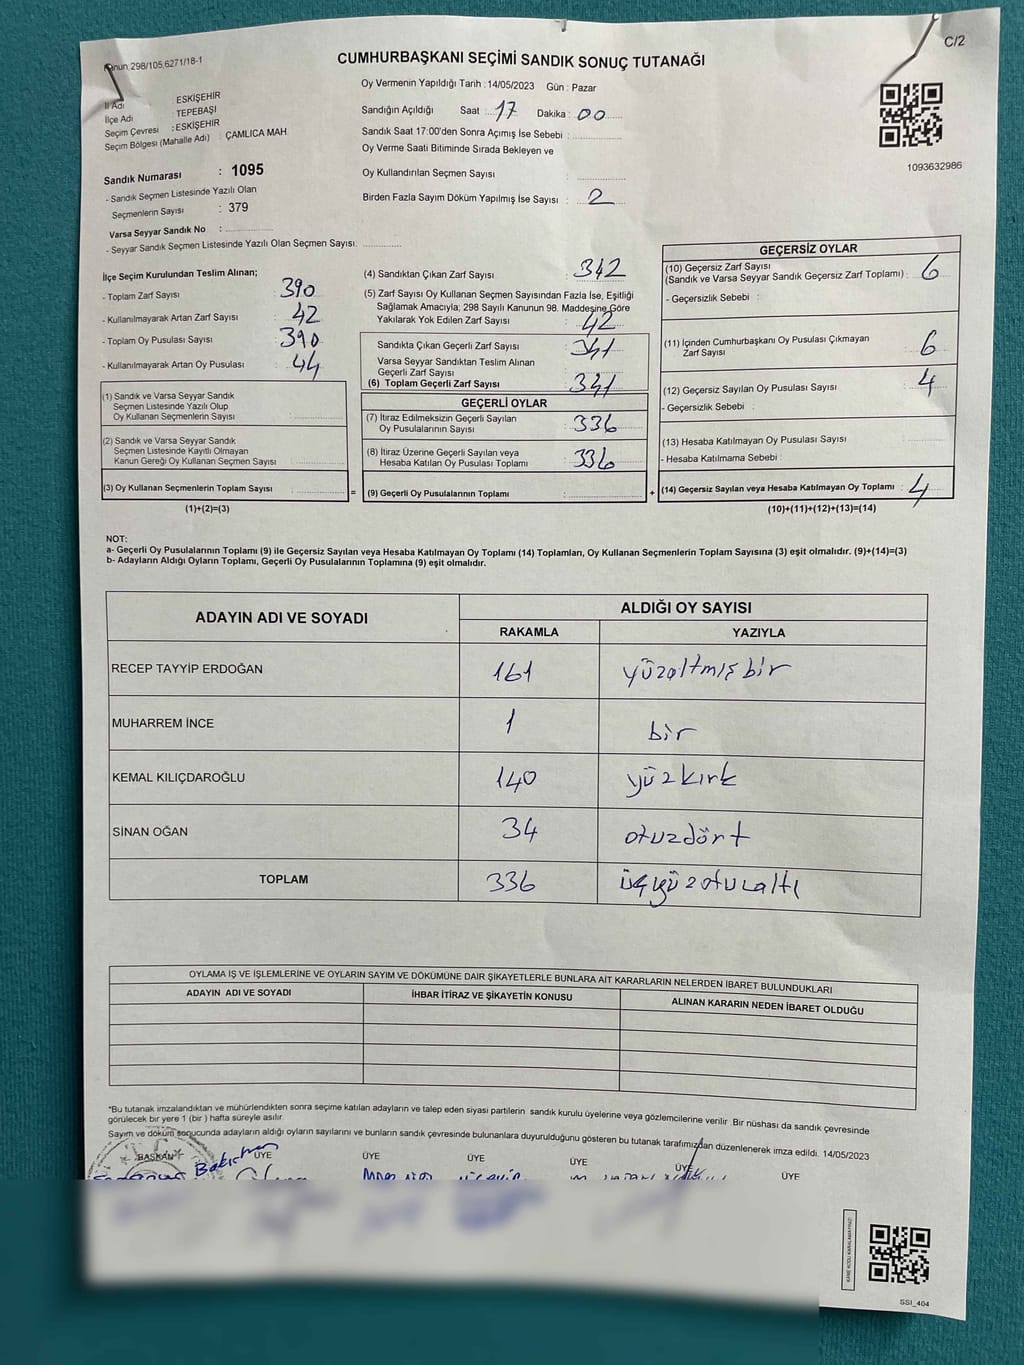 Kanun.298/105,6271/18-1
C/2
CUMHURBAŞKANI SEÇİMİ SANDIK SONUÇ TUTANAĞI
İl Adı ESKİŞEHİR
İlçe Adı TEPEBAŞI
Seçim Çevresi : ESKİŞEHİR
Seçim Bölgesi (Mahalle Adı) : ÇAMLICA MAH
Sandık Numarası : 1095
- Sandık Seçmen Listesinde Yazılı Olan
Seçmenlerin Sayısı : 379
Varsa Seyyar Sandık No :
- Seyyar Sandık Seçmen Listesinde Yazılı Olan Seçmen Sayısı:
Oy Vermenin Yapıldığı Tarih : 14/05/2023 Gün : Pazar
Sandığın Açıldığı Saat : 17 Dakika : 00
Sandık Saat 17:00'den Sonra Açımış İse Sebebi :
Oy Verme Saati Bitiminde Sırada Bekleyen ve
Oy Kullandırılan Seçmen Sayısı :
Birden Fazla Sayım Döküm Yapılmış İse Sayısı : 2
1093632986
İlçe Seçim Kurulundan Teslim Alınan;
- Toplam Zarf Sayısı : 390
- Kullanılmayarak Artan Zarf Sayısı : 42
- Toplam Oy Pusulası Sayısı : 390
- Kullanılmayarak Artan Oy Pusulası : 44
(1) Sandık ve Varsa Seyyar Sandık
Seçmen Listesinde Yazılı Olup
Oy Kullanan Seçmenlerin Sayısı :
(2) Sandık ve Varsa Seyyar Sandık
Seçmen Listesinde Kayıtlı Olmayan
Kanun Gereği Oy Kullanan Seçmen Sayısı :
(3) Oy Kullanan Seçmenlerin Toplam Sayısı :
(1)+(2)=(3)
(4) Sandıktan Çıkan Zarf Sayısı : 342
(5) Zarf Sayısı Oy Kullanan Seçmen Sayısından Fazla İse, Eşitliği
Sağlamak Amacıyla; 298 Sayılı Kanunun 98. Maddesine Göre
Yakılarak Yok Edilen Zarf Sayısı : 42
Sandıkta Çıkan Geçerli Zarf Sayısı : 341
Varsa Seyyar Sandıktan Teslim Alınan
Geçerli Zarf Sayısı :
(6) Toplam Geçerli Zarf Sayısı : 341
GEÇERLİ OYLAR
(7) İtiraz Edilmeksizin Geçerli Sayılan
Oy Pusulalarının Sayısı : 336
(8) İtiraz Üzerine Geçerli Sayılan veya
Hesaba Katılan Oy Pusulası Toplamı : 336
= (9) Geçerli Oy Pusulalarının Toplamı :
GEÇERSİZ OYLAR
(10) Geçersiz Zarf Sayısı
(Sandık ve Varsa Seyyar Sandık Geçersiz Zarf Toplamı) : 6
- Geçersizlik Sebebi :
(11) İçinden Cumhurbaşkanı Oy Pusulası Çıkmayan
Zarf Sayısı : 6
(12) Geçersiz Sayılan Oy Pusulası Sayısı : 4
- Geçersizlik Sebebi :
(13) Hesaba Katılmayan Oy Pusulası Sayısı :
- Hesaba Katılmama Sebebi :
+ (14) Geçersiz Sayılan veya Hesaba Katılmayan Oy Toplamı : 4
(10)+(11)+(12)+(13)=(14)
NOT:
a- Geçerli Oy Pusulalarının Toplamı (9) ile Geçersiz Sayılan veya Hesaba Katılmayan Oy Toplamı (14) Toplamları, Oy Kullanan Seçmenlerin Toplam Sayısına (3) eşit olmalıdır. (9)+(14)=(3)
b- Adayların Aldığı Oyların Toplamı, Geçerli Oy Pusulalarının Toplamına (9) eşit olmalıdır.
ADAYIN ADI VE SOYADI ALDIĞI OY SAYISI
RAKAMLA YAZIYLA
RECEP TAYYİP ERDOĞAN 161 yüzaltmış bir
MUHARREM İNCE 1 bir
KEMAL KILIÇDAROĞLU 140 yüzkırk
SİNAN OĞAN 34 otuzdört
TOPLAM 336 üçyüzotuzaltı
OYLAMA İŞ VE İŞLEMLERİNE VE OYLARIN SAYIM VE DÖKÜMÜNE DAİR ŞİKAYETLERLE BUNLARA AİT KARARLARIN NELERDEN İBARET BULUNDUKLARI
ADAYIN ADI VE SOYADI İHBAR İTİRAZ VE ŞİKAYETİN KONUSU ALINAN KARARIN NEDEN İBARET OLDUĞU
*Bu tutanak imzalandıktan ve mühürlendikten sonra seçime katılan adayların ve talep eden siyasi partilerin sandık kurulu üyelerine veya gözlemcilerine verilir .Bir nüshası da sandık çevresinde
görülecek bir yere 1 (bir ) hafta süreyle asılır.
Sayım ve döküm sonucunda adayların aldığı oyların sayılarını ve bunların sandık çevresinde bulunanlara duyurulduğunu gösteren bu tutanak tarafımızdan düzenlenerek imza edildi. 14/05/2023
BAŞKAN ÜYE ÜYE ÜYE ÜYE ÜYE ÜYE
SSI_404